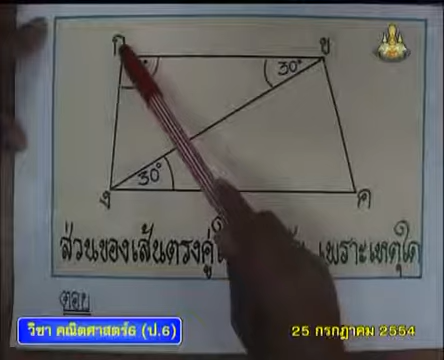 ก
ข
30°
30°
ง
ค
ส่วนของเส้นตรงคู่ เพราะเหตุใด
ตอบ
วิชา คณิตศาสตร์6 (ป.6)
25 กรกฎาคม 2554